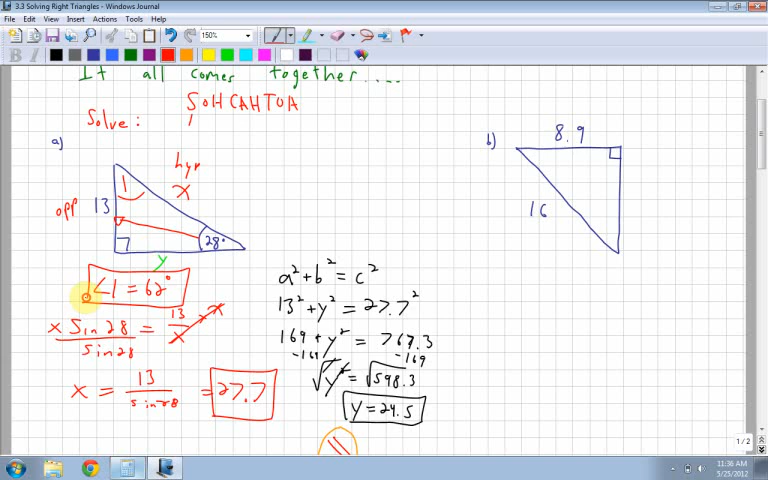 3.3 Solving Right Triangles - Windows Journal
File Edit View Insert Actions Tools Help
150%
B I
It all comes together....
SOHCAHTOA
Solve:
a)
b)
8.9
16
hyp
x
1
opp 13
28°
y
<1 = 62°
x Sin 28 = 13 x
sin 28 x
x = 13 = 27.7
sin 28
a² + b² = c²
13² + y² = 27.7²
169 + y² = 767.3
-169 -169
√y² = √598.3
y = 24.5
1 / 2
11:36 AM
5/25/2012